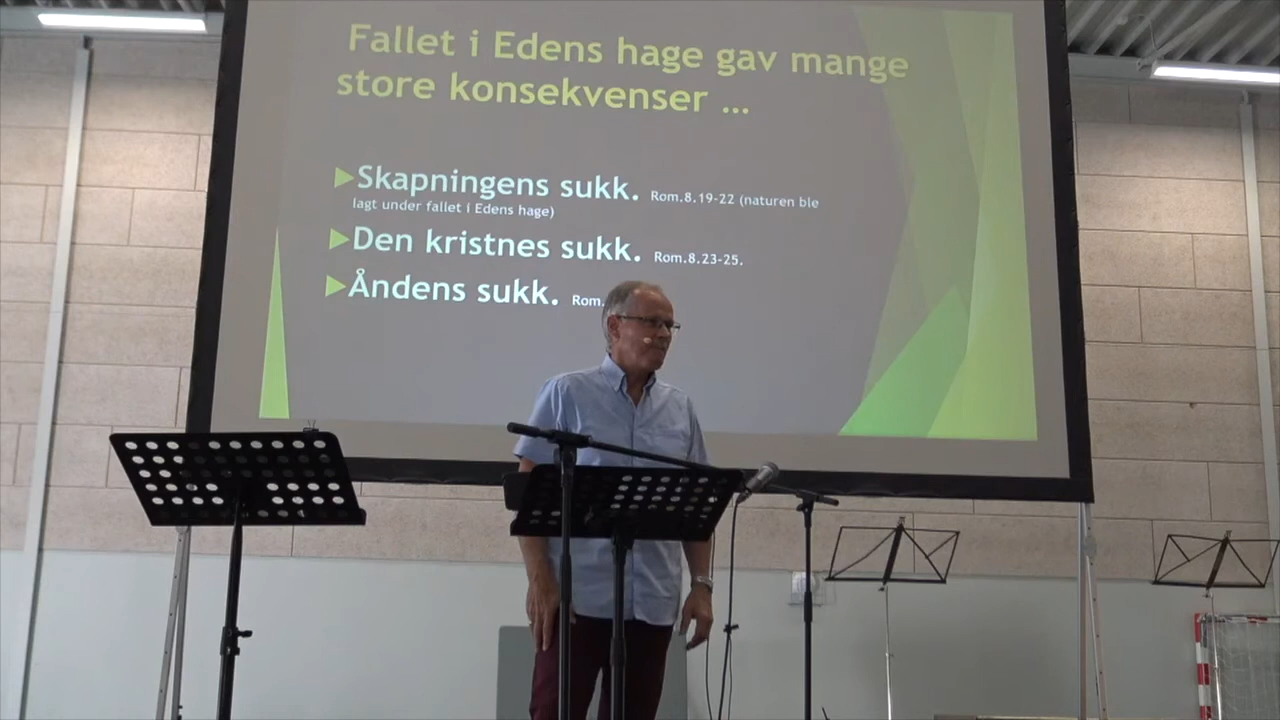 Fallet i Edens hage gav mange
store konsekvenser ...
Skapningens sukk. Rom.8.19-22 (naturen ble
lagt under fallet i Edens hage)
Den kristnes sukk. Rom.8.23-25.
Åndens sukk. Rom.